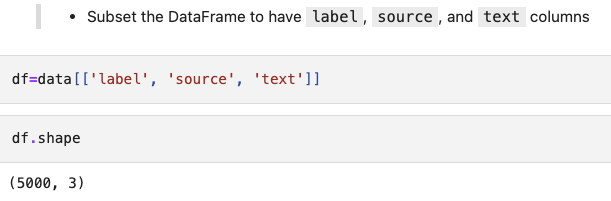 • Subset the DataFrame to have label, source, and text columns
df=data[['label', 'source', 'text']]
df.shape
(5000, 3)